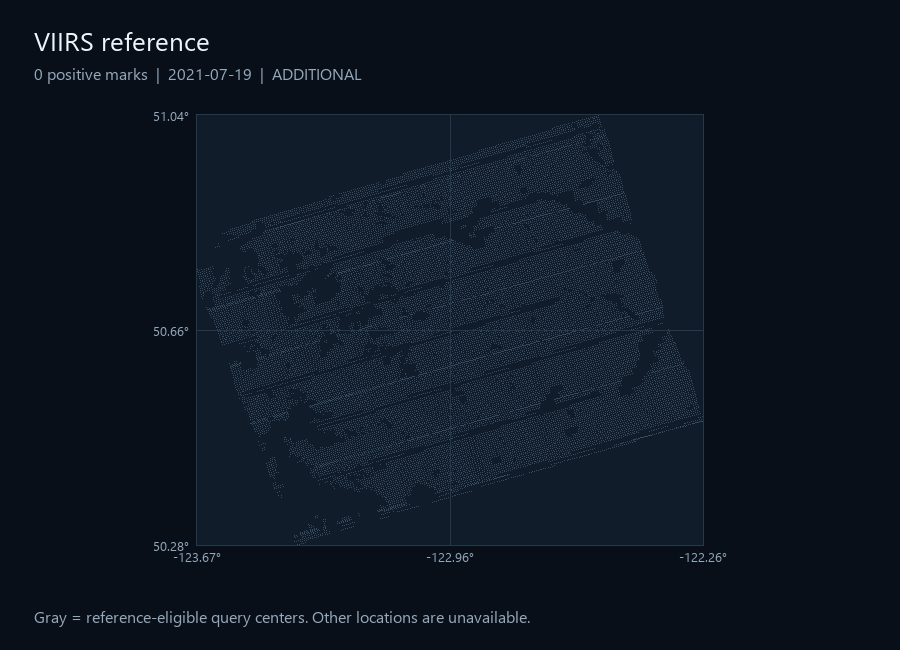 VIIRS reference
0 positive marks | 2021-07-19 | ADDITIONAL
51.04°
50.66°
50.28°
-123.67°
-122.96°
-122.26°
Gray = reference-eligible query centers. Other locations are unavailable.